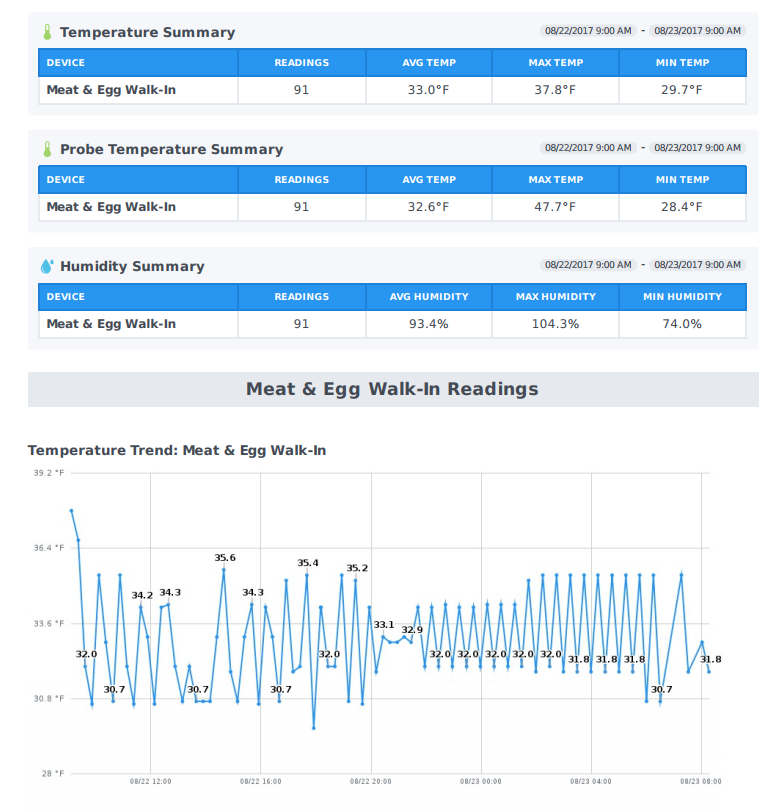 Temperature Summary 08/22/2017 9:00 AM - 08/23/2017 9:00 AM
DEVICE READINGS AVG TEMP MAX TEMP MIN TEMP
Meat & Egg Walk-In 91 33.0°F 37.8°F 29.7°F
Probe Temperature Summary 08/22/2017 9:00 AM - 08/23/2017 9:00 AM
DEVICE READINGS AVG TEMP MAX TEMP MIN TEMP
Meat & Egg Walk-In 91 32.6°F 47.7°F 28.4°F
Humidity Summary 08/22/2017 9:00 AM - 08/23/2017 9:00 AM
DEVICE READINGS AVG HUMIDITY MAX HUMIDITY MIN HUMIDITY
Meat & Egg Walk-In 91 93.4% 104.3% 74.0%
Meat & Egg Walk-In Readings
Temperature Trend: Meat & Egg Walk-In
39.2 °F
36.4 °F
35.6 35.4 35.2
34.2 34.3 34.3
33.6 °F
33.1 32.9
32.0 32.0 32.0 32.0 32.0 32.0 32.0 31.8 31.8 31.8 31.8
30.7 30.7 30.7 30.7
30.8 °F
28 °F
08/22 12:00 08/22 16:00 08/22 20:00 08/23 00:00 08/23 04:00 08/23 08:00